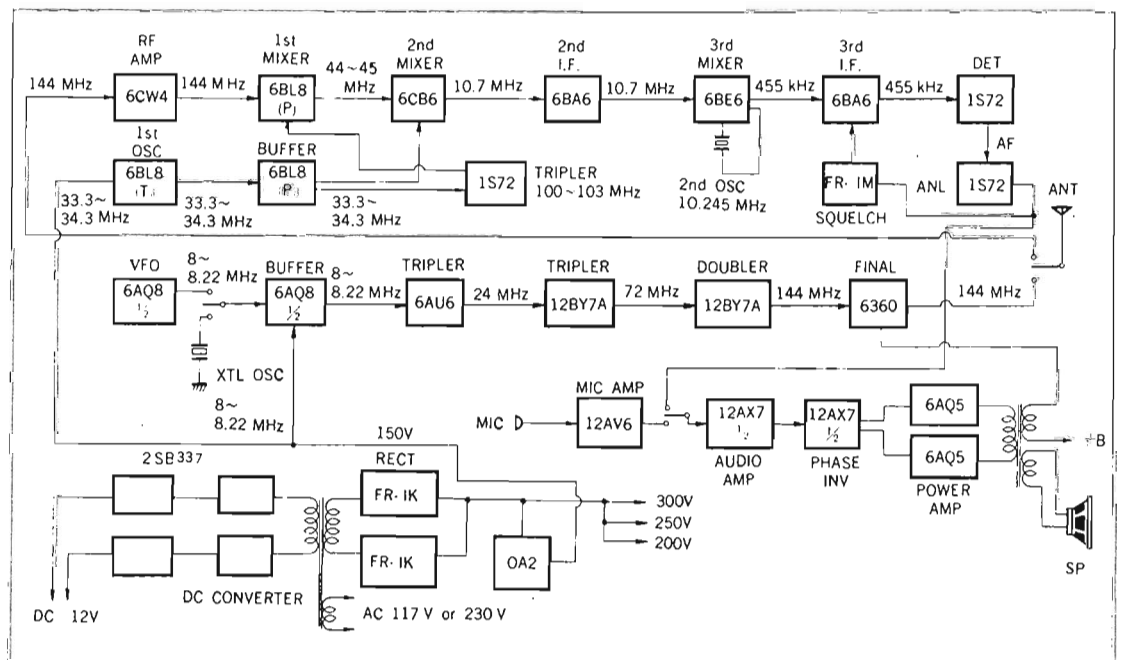 RF
AMP
1st
MIXER
2nd
MIXER
2nd
I.F.
3rd
MIXER
3rd
I.F.
DET
144 MHz
6CW4
144 MHz
6BL8
(P)
44~45
MHz
6CB6
10.7 MHz
6BA6
10.7 MHz
6BE6
455 kHz
6BA6
455 kHz
1S72
1st
OSC
BUFFER
6BL8
(T)
6BL8
(P)
1S72
TRIPLER
100~103 MHz
2nd OSC
10.245 MHz
FR· 1M
SQUELCH
AF
ANL
1S72
ANT
33.3~
34.3 MHz
33.3~
34.3 MHz
33.3~
34.3 MHz
VFO
8~
8.22 MHz
BUFFER
8~
8.22 MHz
TRIPLER
TRIPLER
DOUBLER
FINAL
6AQ8
1/2
6AQ8
1/2
6AU6
24 MHz
12BY7A
72 MHz
12BY7A
144 MHz
6360
144 MHz
XTL OSC
8~
8.22 MHz
MIC AMP
MIC
12AV6
12AX7
1/2
12AX7
1/2
6AQ5
6AQ5
AUDIO
AMP
PHASE
INV
POWER
AMP
+B
SP
150V
2SB337
RECT
FR· 1K
FR· 1K
OA2
300V
250V
200V
DC 12V
DC CONVERTER
AC 117 V or 230 V